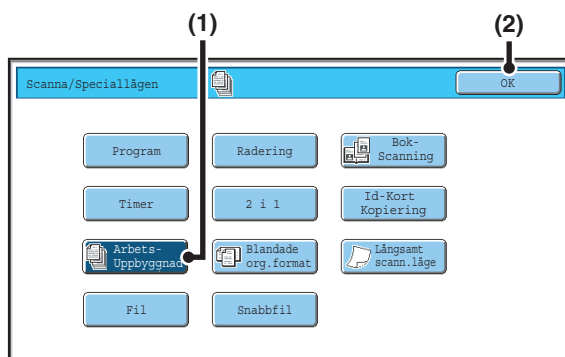 (1)
(2)
Scanna/Speciallägen
OK
Program
Radering
Bok-
Scanning
Timer
2 i 1
Id-Kort
Kopiering
Arbets-
Uppbyggnad
Blandade
org.format
Långsamt
scann.läge
Fil
Snabbfil